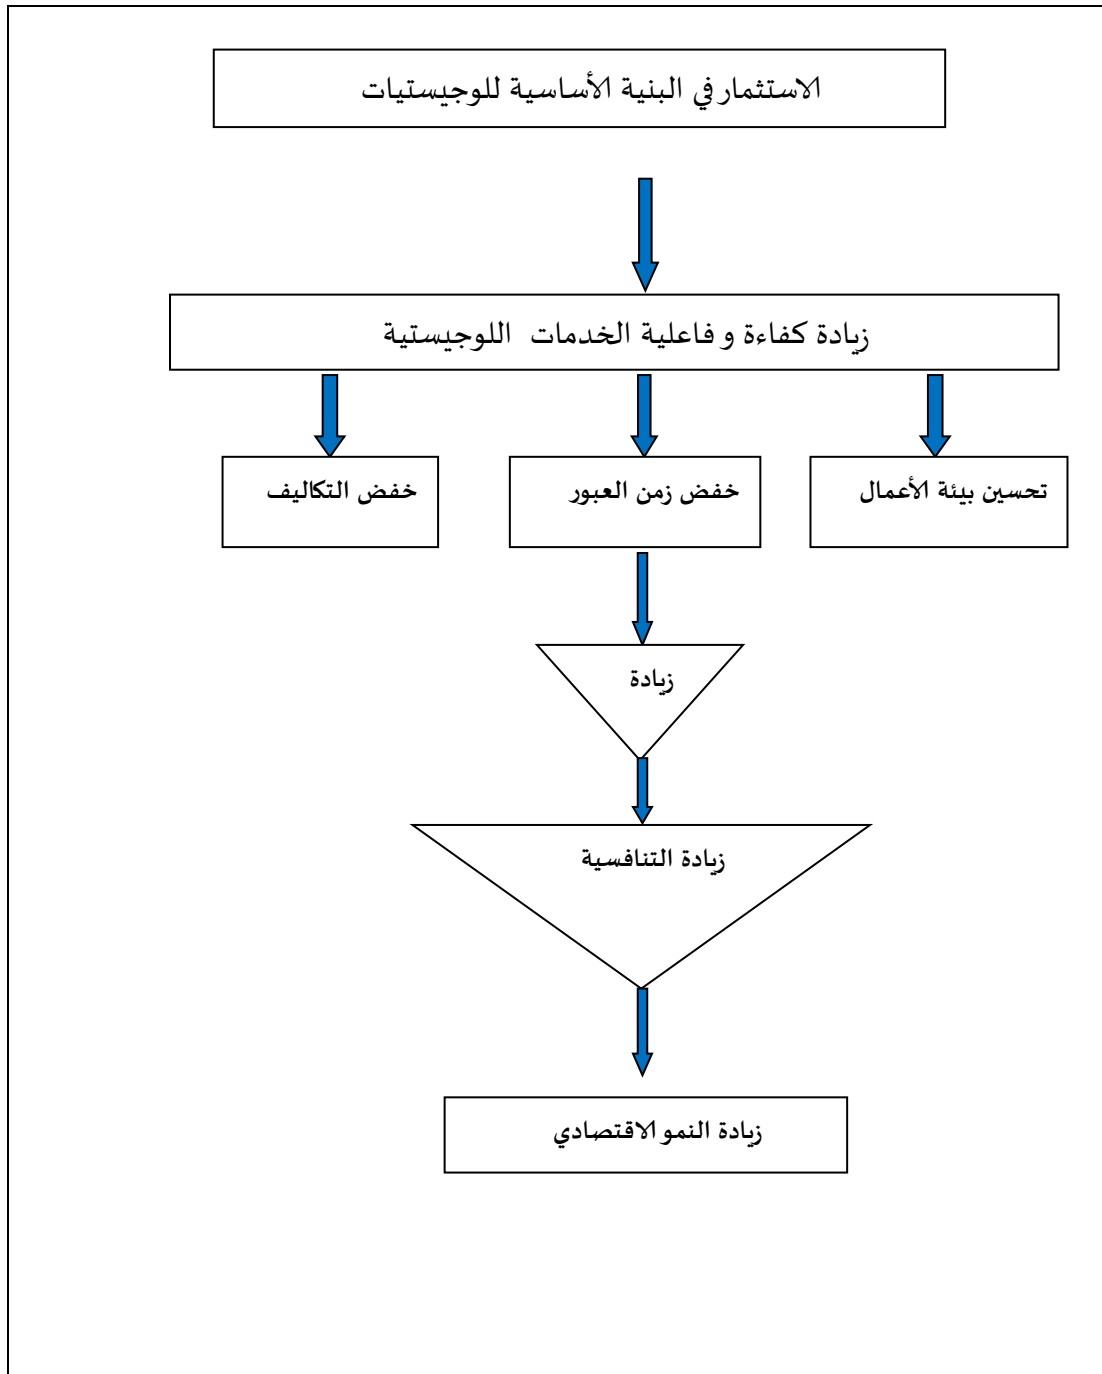 الاستثمار في البنية الأساسية للوجيستيات
زيادة كفاءة و فاعلية الخدمات اللوجيستية
تحسين بيئة الأعمال
خفض زمن العبور
خفض التكاليف
زيادة
زيادة التنافسية
زيادة النمو الاقتصادي